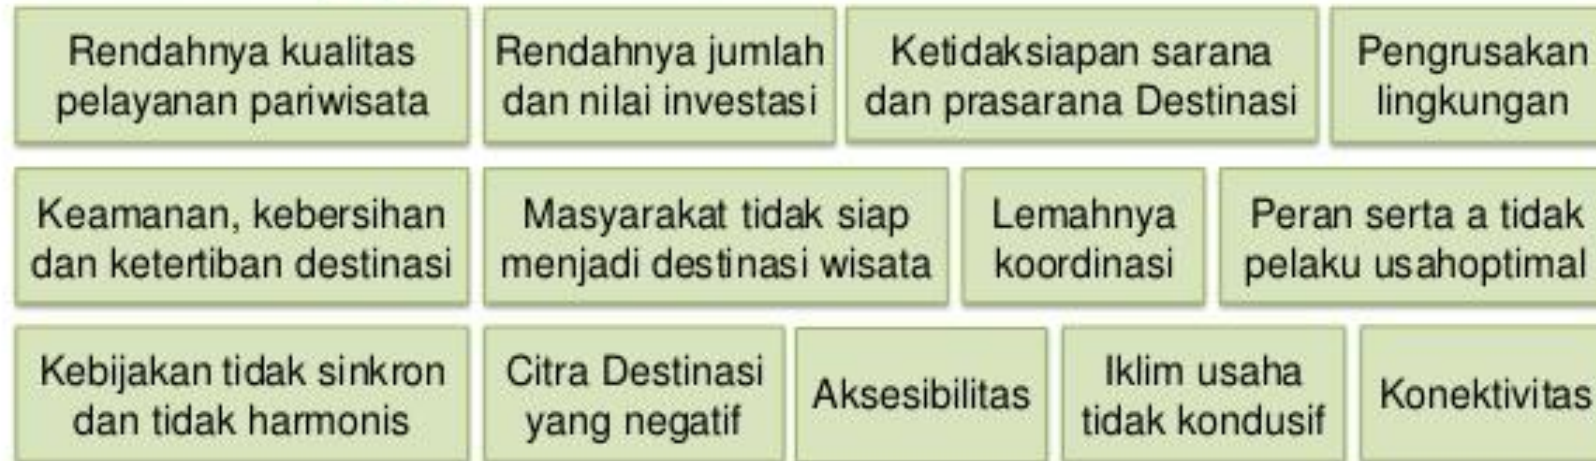 Rendahnya kualitas
pelayanan pariwisata
Rendahnya jumlah
dan nilai investasi
Ketidaksiapan sarana
dan prasarana Destinasi
Pengrusakan
lingkungan
Keamanan, kebersihan
dan ketertiban destinasi
Masyarakat tidak siap
menjadi destinasi wisata
Lemahnya
koordinasi
Peran serta a tidak
pelaku usahoptimal
Kebijakan tidak sinkron
dan tidak harmonis
Citra Destinasi
yang negatif
Aksesibilitas
Iklim usaha
tidak kondusif
Konektivitas